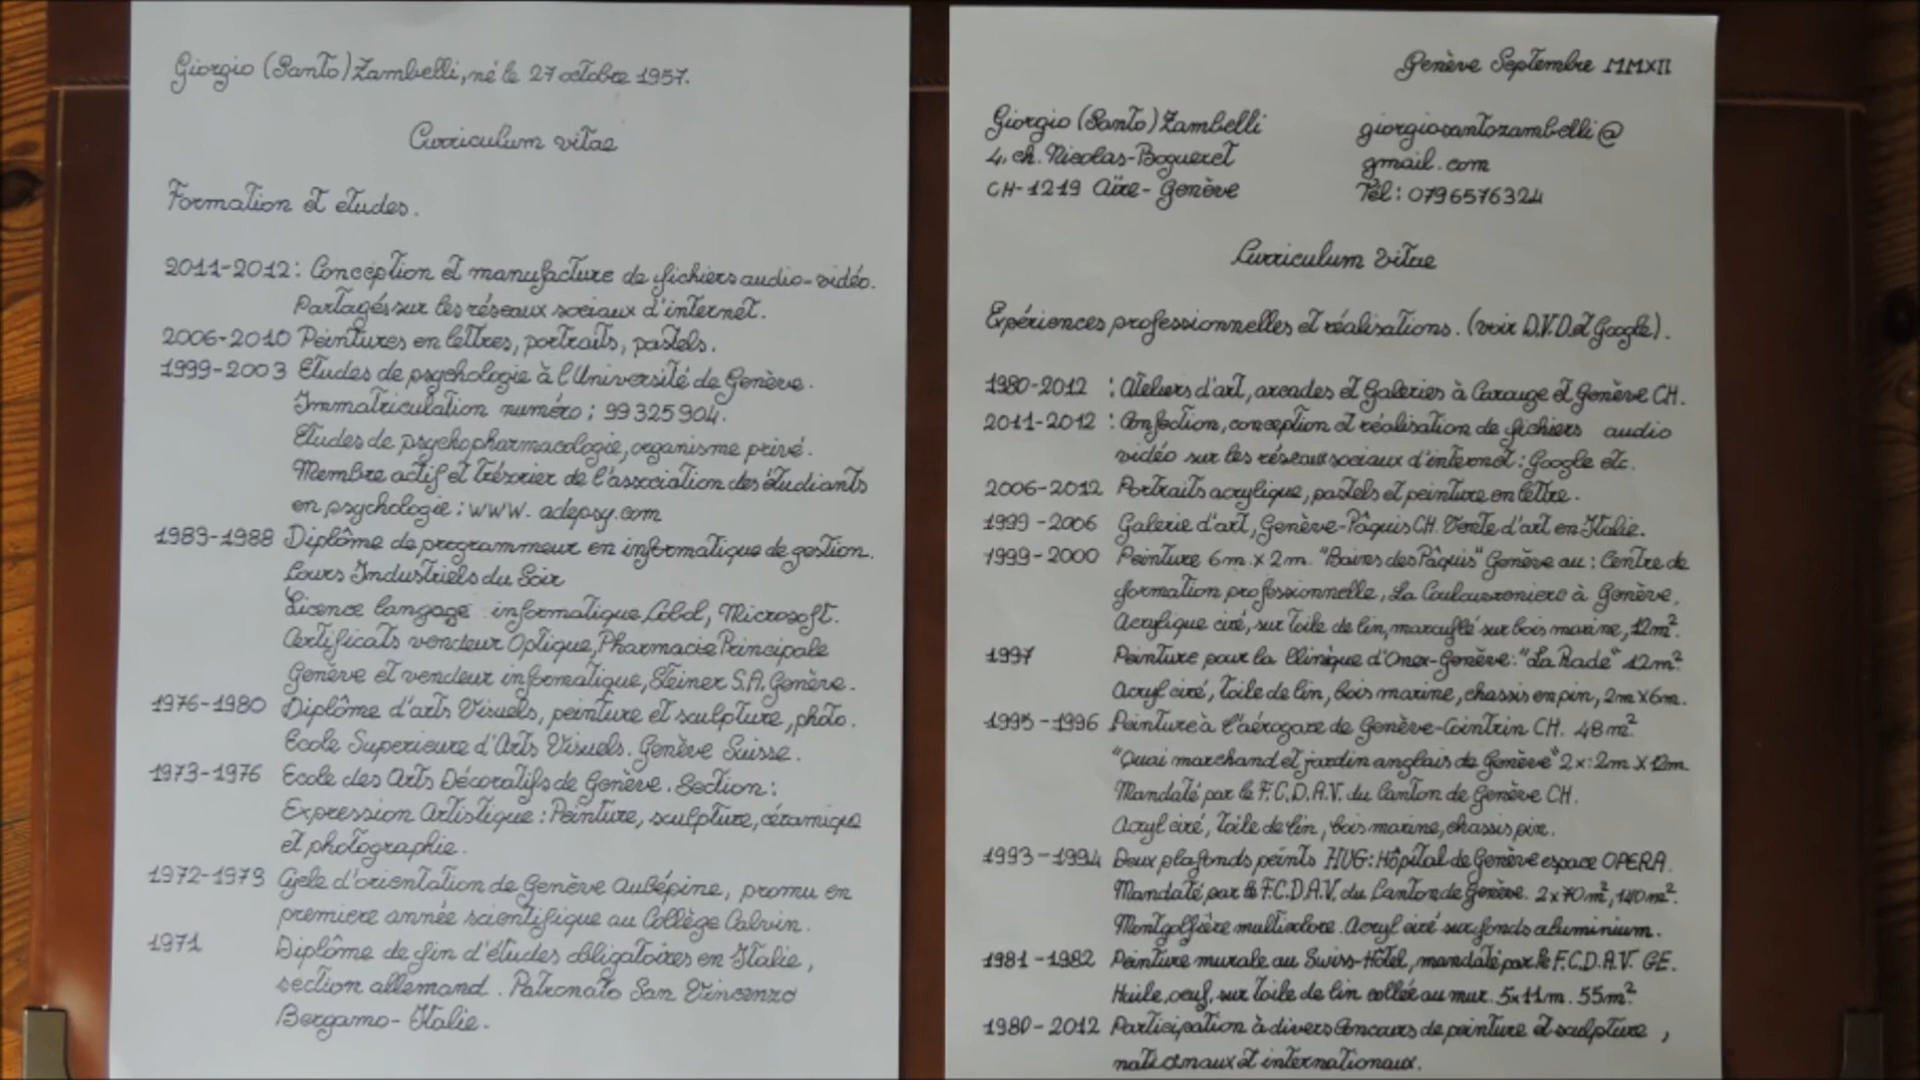 Giorgio (Santo) Zambelli, né le 27 octobre 1957.
Curriculum vitae
Formation et etudes.
2011-2012: Conception et manufacture de fichiers audio-vidéo.
Partagés sur les réseaux sociaux d'internet.
2006-2010 Peintures en lettres, portraits, pastels.
1999-2003 Etudes de psychologie à l'Université de Genève.
Immatriculation numéro: 99325904.
Etudes de psychopharmacologie, organisme privé.
Membre actif et trésorier de l'association des étudiants
en psychologie: www. adepsy.com
1983-1988 Diplôme de programmeur en informatique de gestion.
Cours Industriels du Soir
Licence langage informatique Cobol, Microsoft.
Certificats vendeur Optique, Pharmacie Principale
Genève et vendeur informatique, Steiner S.A. Genève.
1976-1980 Diplôme d'arts Visuels, peinture et sculpture, photo.
Ecole Superieure d'Arts Visuels. Genève Suisse.
1973-1976 Ecole des Arts Décoratifs de Genève. Section:
Expression Artistique: Peinture, sculpture, céramique
et photographie.
1972-1973 Cycle d'orientation de Genève Aubépine, promu en
premiere année scientifique au Collège Calvin.
1971 Diplôme de fin d'études obligatoires en Italie,
section allemand. Patronato San Vincenzo
Bergamo-Italie.
Genève Septembre MMXII
Giorgio (Santo) Zambelli giorgiosantozambelli@
4, ch. Nicolas-Bogueret gmail.com
CH-1219 Aïre-Genève Tél: 0796576324
Curriculum vitae
Expériences professionnelles et réalisations. (voir D.V.D. et Google).
1980-2012 : Ateliers d'art, arcades et Galeries à Carouge et Genève CH.
2011-2012 : Confection, conception et réalisation de fichiers audio
vidéo sur les réseaux sociaux d'internet: Google etc.
2006-2012 Portraits acrylique, pastels et peinture en lettre.
1999-2006 Galerie d'art, Genève-Pâquis CH. Vente d'art en Italie.
1999-2000 Peinture 6m. x 2m. "Baines des Pâquis" Genève au: Centre de
formation professionnelle, La Coulouvreniere à Genève.
Acrylique ciré, sur toile de lin, marouflé sur bois marine, 12m².
1997 Peinture pour la Clinique d'Onex-Genève: "La Rade" 12m².
Acryl ciré, toile de lin, bois marine, chassis en pin, 2m x 6m.
1995-1996 Peinture à l'aérogare de Genève-Cointrin CH. 48m².
"Quai marchand et jardin anglais de Genève" 2x: 2m x 12m.
Mandaté par le F.C.D.A.V. du Canton de Genève CH.
Acryl ciré, toile de lin, bois marine, chassis pin.
1993-1994 Deux plafonds peints HUG: Hôpital de Genève espace OPERA.
Mandaté par le F.C.D.A.V. du Canton de Genève. 2x70m², 140m².
Montgolfière multicolore. Acryl ciré sur fonds aluminium.
1981-1982 Peinture murale au Swiss-Hôtel, mandaté par le F.C.D.A.V. GE.
Huile, oeuf, sur toile de lin collée au mur. 5x11m. 55m².
1980-2012 Participation à divers Concours de peinture et sculpture,
nationaux et internationaux.